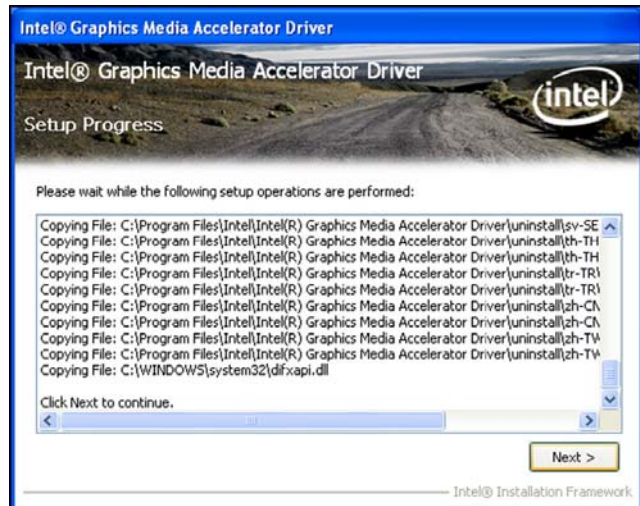 Intel® Graphics Media Accelerator Driver
Intel® Graphics Media Accelerator Driver
intel
Setup Progress
Please wait while the following setup operations are performed:
Copying File: C:\Program Files\Intel\Intel(R) Graphics Media Accelerator Driver\uninstall\sv-SE
Copying File: C:\Program Files\Intel\Intel(R) Graphics Media Accelerator Driver\uninstall\th-TH
Copying File: C:\Program Files\Intel\Intel(R) Graphics Media Accelerator Driver\uninstall\th-TH
Copying File: C:\Program Files\Intel\Intel(R) Graphics Media Accelerator Driver\uninstall\tr-TR\
Copying File: C:\Program Files\Intel\Intel(R) Graphics Media Accelerator Driver\uninstall\tr-TR\
Copying File: C:\Program Files\Intel\Intel(R) Graphics Media Accelerator Driver\uninstall\zh-CN
Copying File: C:\Program Files\Intel\Intel(R) Graphics Media Accelerator Driver\uninstall\zh-CN
Copying File: C:\Program Files\Intel\Intel(R) Graphics Media Accelerator Driver\uninstall\zh-TW
Copying File: C:\Program Files\Intel\Intel(R) Graphics Media Accelerator Driver\uninstall\zh-TW
Copying File: C:\WINDOWS\system32\difxapi.dll
Click Next to continue.
Next >
Intel® Installation Framework